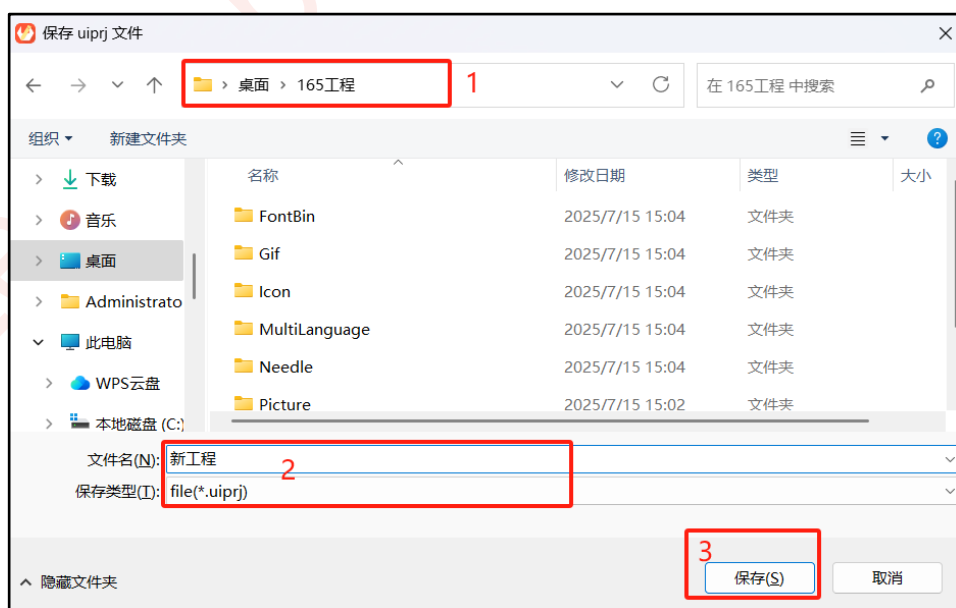 保存 uiprj 文件
桌面 > 165工程 1
在 165工程 中搜索
组织 新建文件夹
名称 修改日期 类型 大小
下载
音乐
桌面
Administrato
此电脑
WPS云盘
本地磁盘 (C:)
FontBin 2025/7/15 15:04 文件夹
Gif 2025/7/15 15:04 文件夹
Icon 2025/7/15 15:04 文件夹
MultiLanguage 2025/7/15 15:04 文件夹
Needle 2025/7/15 15:04 文件夹
Picture 2025/7/15 15:02 文件夹
文件名(N): 新工程 2
保存类型(T): file(*.uiprj)
3
隐藏文件夹 保存(S) 取消